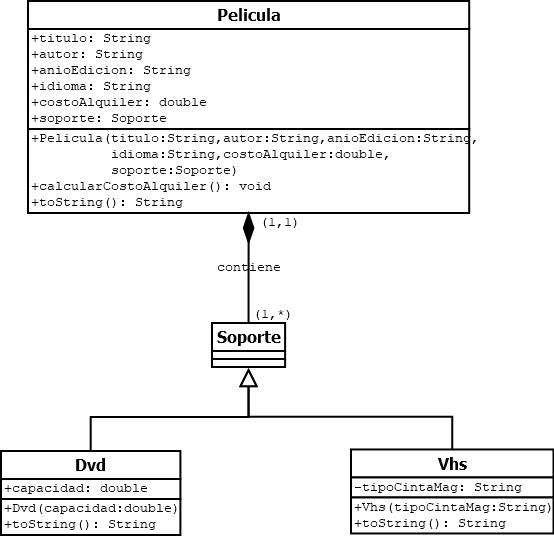 Pelicula
+titulo: String
+autor: String
+anioEdicion: String
+idioma: String
+costoAlquiler: double
+soporte: Soporte
+Pelicula(titulo:String,autor:String,anioEdicion:String,
idioma:String,costoAlquiler:double,
soporte:Soporte)
+calcularCostoAlquiler(): void
+toString(): String
(1,1)
contiene
(1,*)
Soporte
Dvd
+capacidad: double
+Dvd(capacidad:double)
+toString(): String
Vhs
-tipoCintaMag: String
+Vhs(tipoCintaMag:String)
+toString(): String